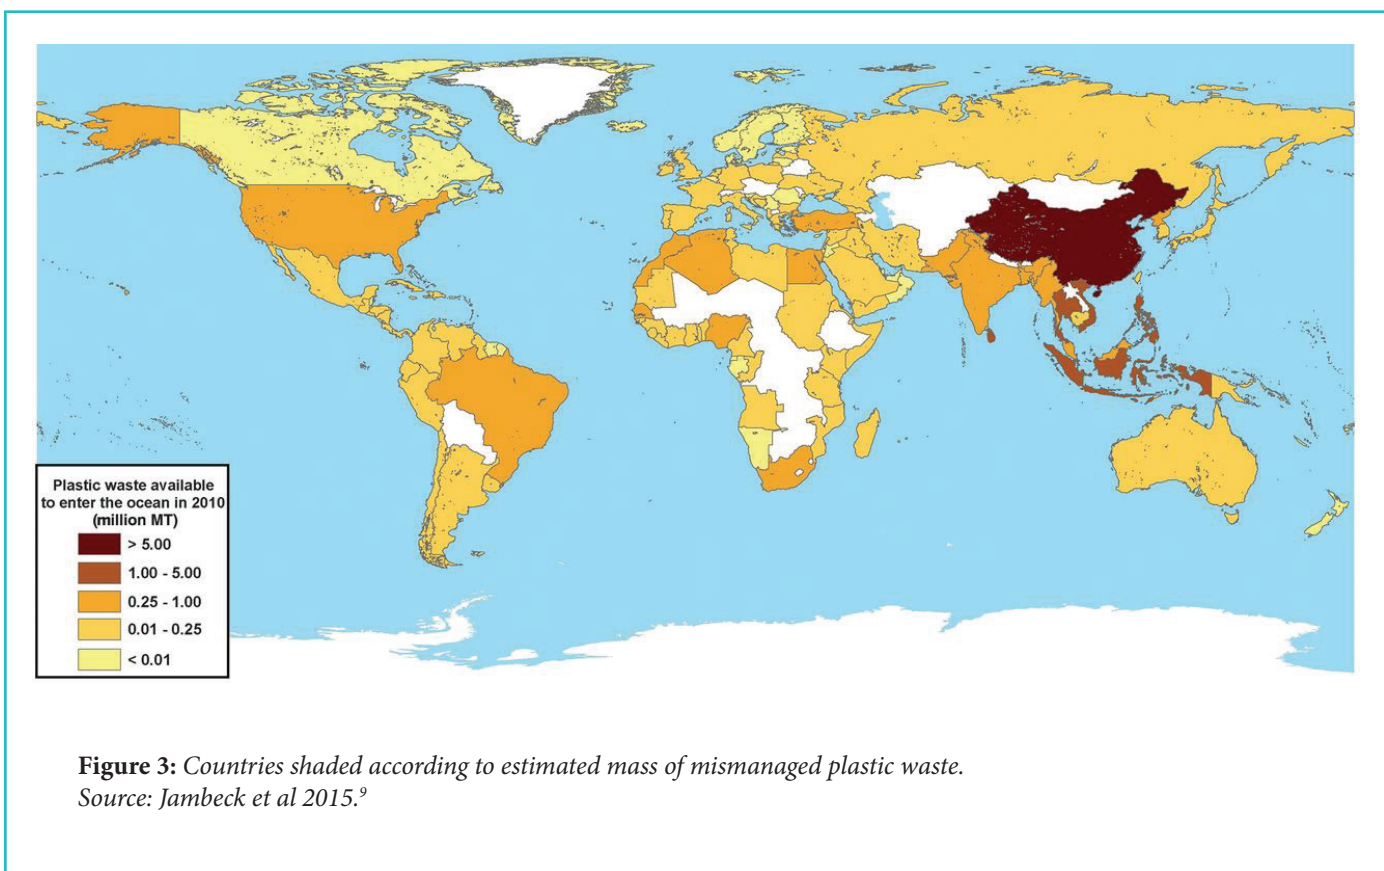 Plastic waste available
to enter the ocean in 2010
(million MT)
> 5.00
1.00 - 5.00
0.25 - 1.00
0.01 - 0.25
< 0.01
Figure 3: Countries shaded according to estimated mass of mismanaged plastic waste.
Source: Jambeck et al 2015.9